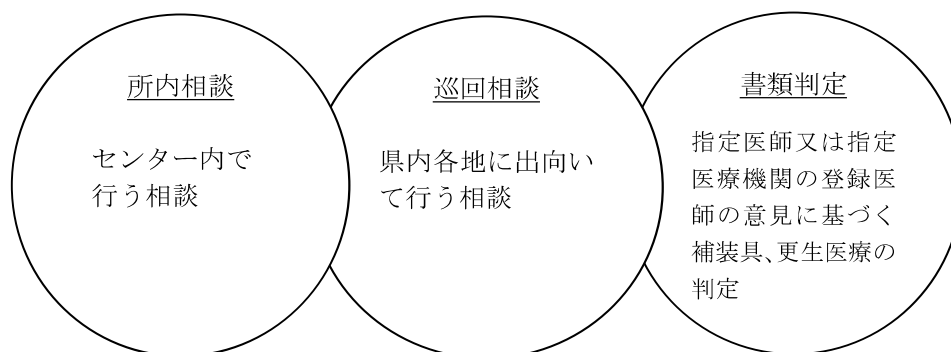 所内相談
センター内で
行う相談
巡回相談
県内各地に出向い
て行う相談
書類判定
指定医師又は指定
医療機関の登録医
師の意見に基づく
補装具、更生医療の
判定